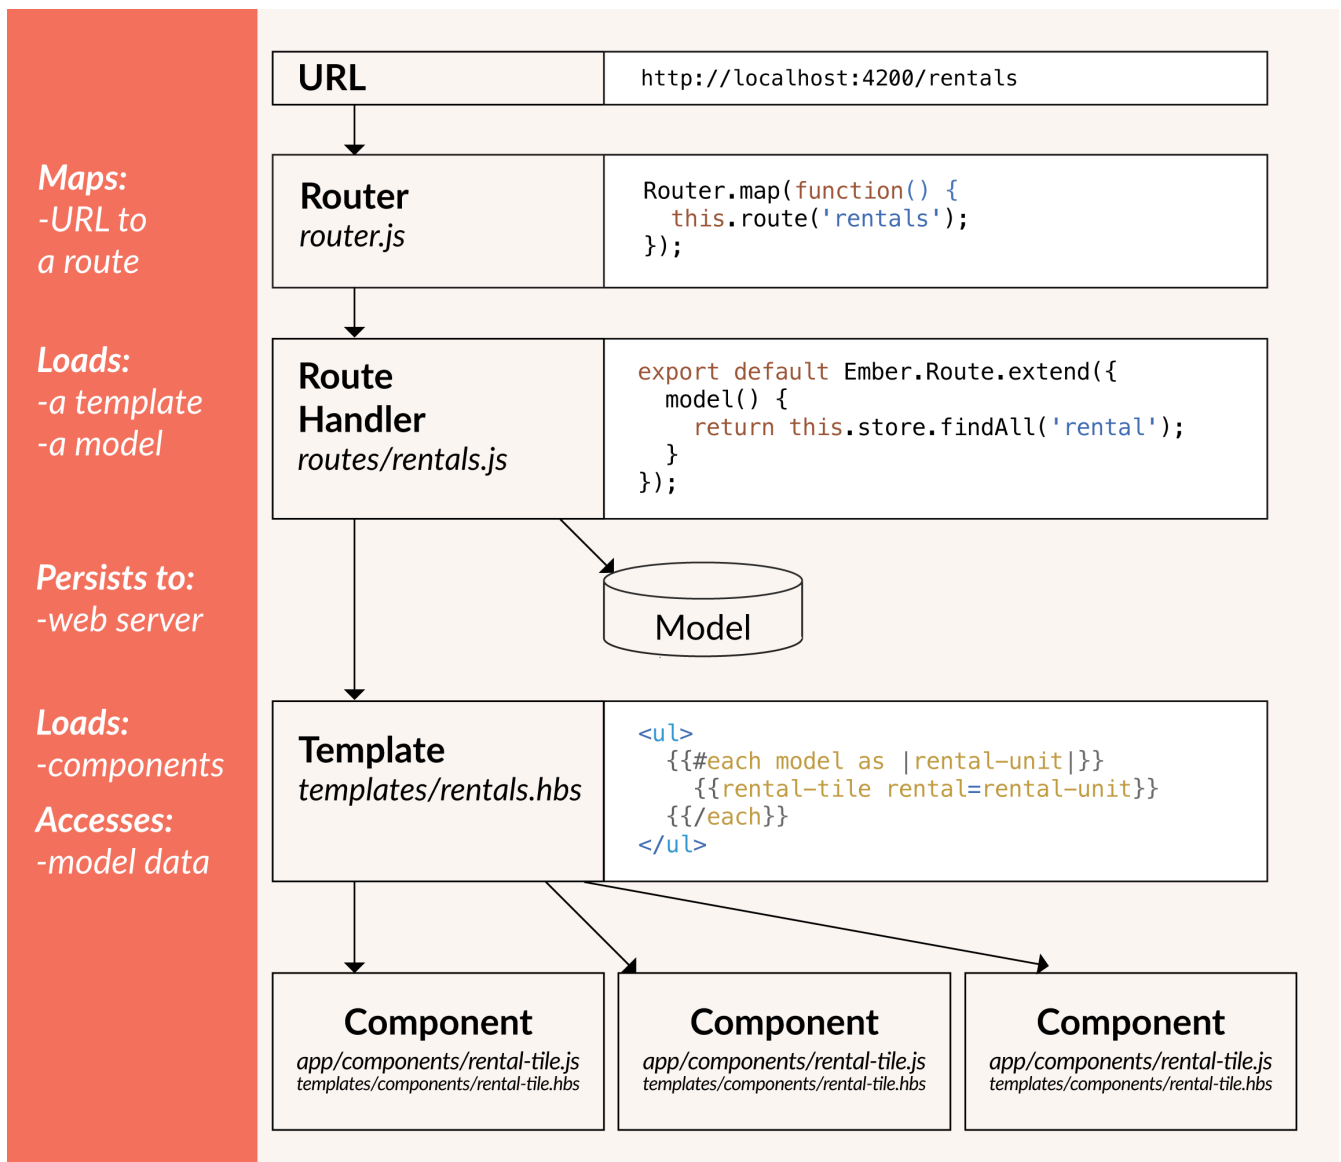 URL
http://localhost:4200/rentals
Maps:
-URL to
a route
Router
router.js
Router.map(function() {
  this.route('rentals');
});
Loads:
-a template
-a model
Route
Handler
routes/rentals.js
export default Ember.Route.extend({
  model() {
    return this.store.findAll('rental');
  }
});
Persists to:
-web server
Model
Loads:
-components
Accesses:
-model data
Template
templates/rentals.hbs
<ul>
  {{#each model as |rental-unit|}}
    {{rental-tile rental=rental-unit}}
  {{/each}}
</ul>
Component
app/components/rental-tile.js
templates/components/rental-tile.hbs
Component
app/components/rental-tile.js
templates/components/rental-tile.hbs
Component
app/components/rental-tile.js
templates/components/rental-tile.hbs